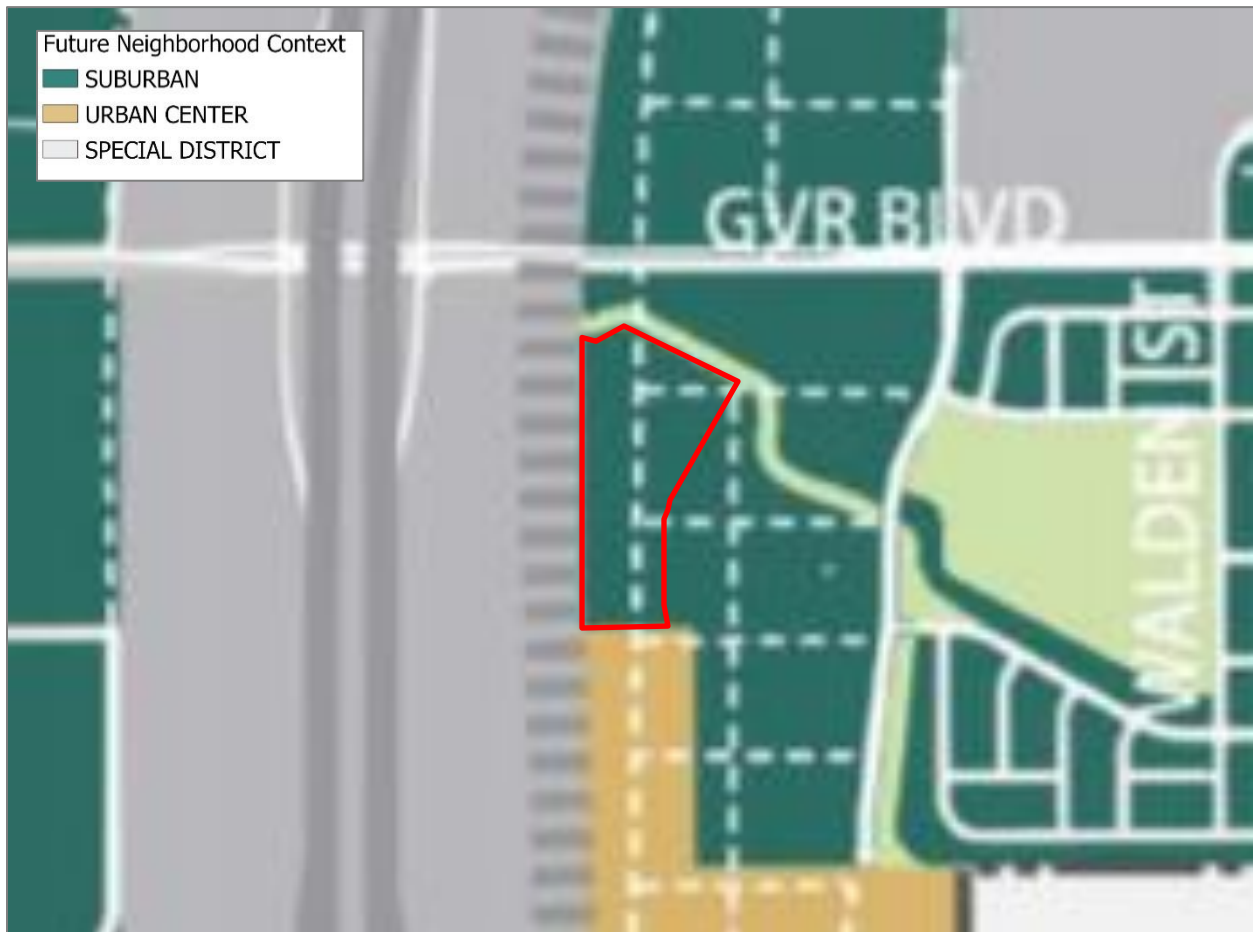 Future Neighborhood Context
SUBURBAN
URBAN CENTER
SPECIAL DISTRICT
GVR BLVD
WALDEN ST